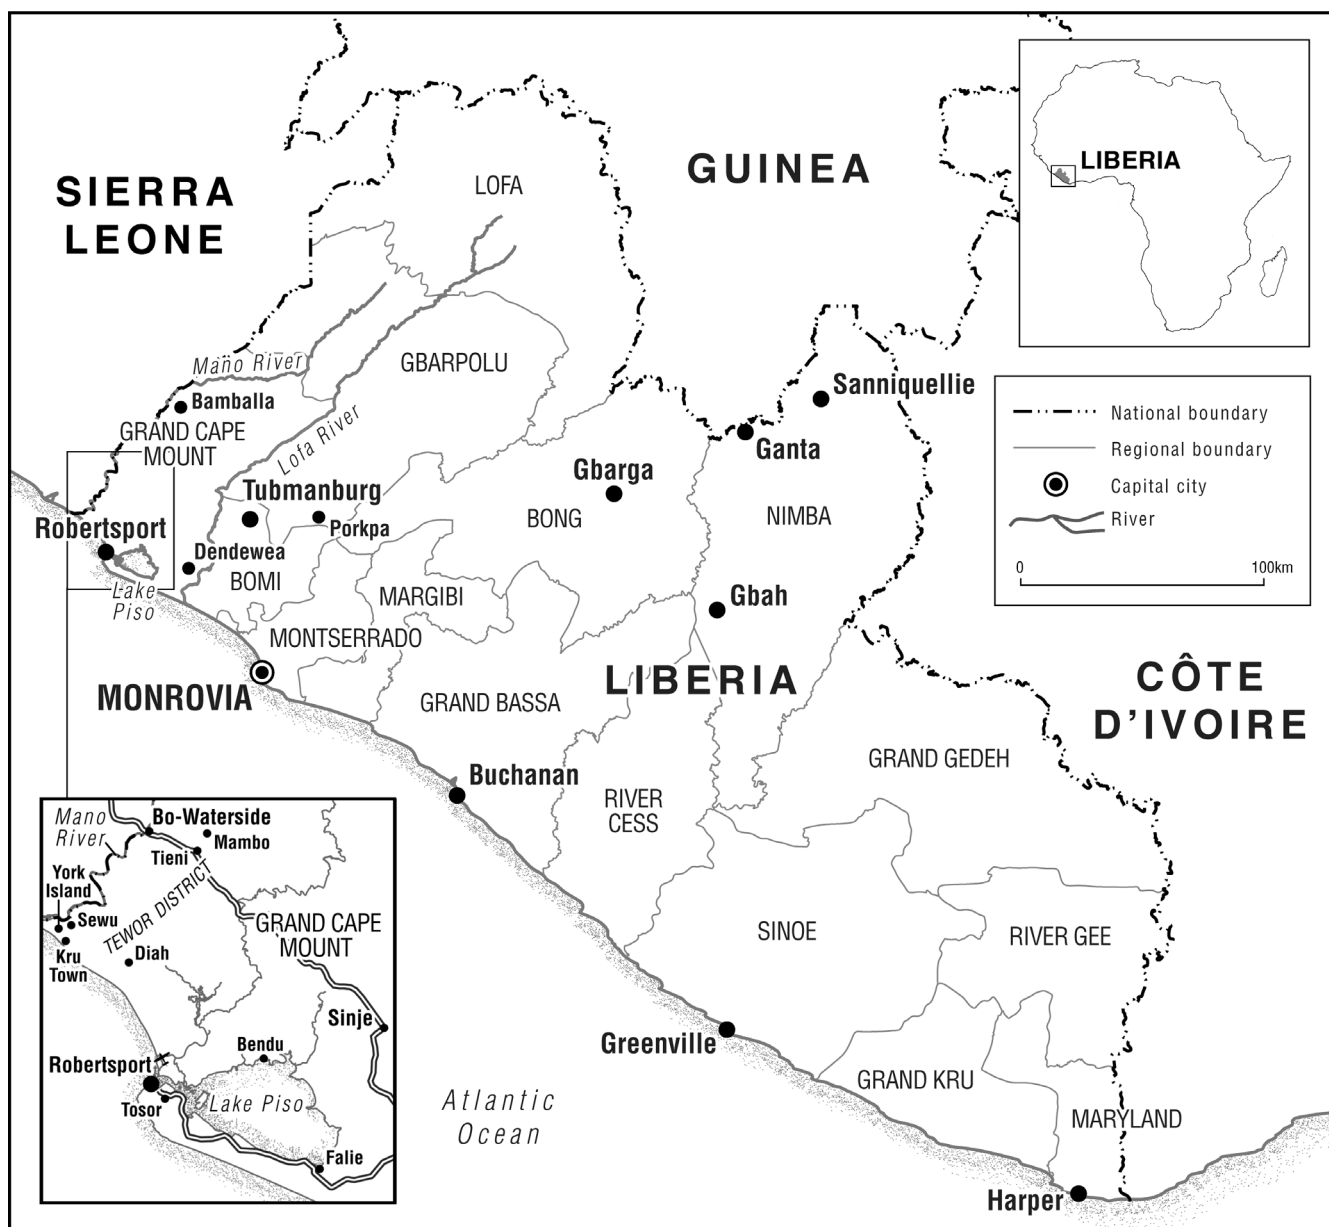 SIERRA
LEONE
GUINEA
LIBERIA
LOFA
Mano River
GBARPOLU
Bamballa
GRAND CAPE
MOUNT
Lofa River
Sanniquellie
Ganta
National boundary
Regional boundary
Capital city
River
0 100km
Gbarga
Tubmanburg
Porkpa
BONG
NIMBA
Robertsport
Dendewea
BOMI
Lake
Piso
MARGIBI
Gbah
MONTSERRADO
MONROVIA
LIBERIA
GRAND BASSA
CÔTE
D'IVOIRE
GRAND GEDEH
Buchanan
RIVER
CESS
SINOE
RIVER GEE
Greenville
GRAND KRU
MARYLAND
Harper
Atlantic
Ocean
Mano
River
Bo-Waterside
Mambo
Tieni
York
Island
TEWOR DISTRICT
Sewu
Kru
Town
Diah
GRAND CAPE
MOUNT
Sinje
Bendu
Robertsport
Tosor
Lake Piso
Falie